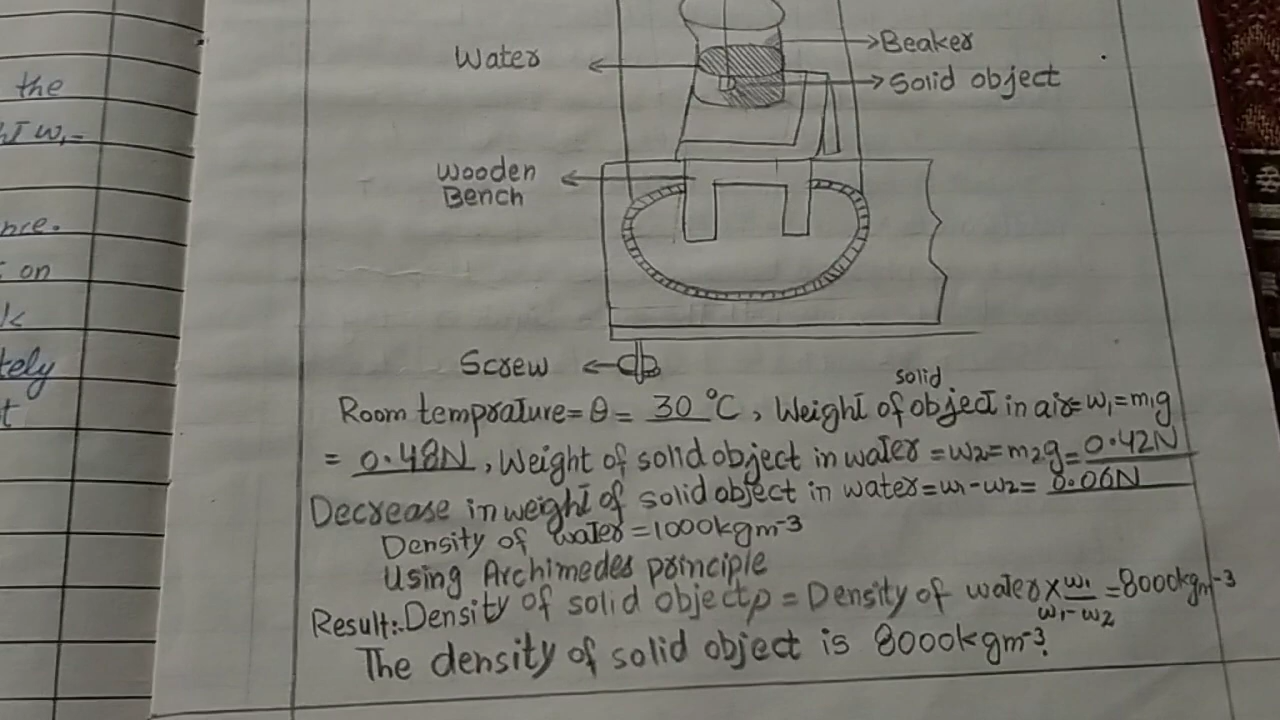 the
W₁=
Water
Beaker
Solid object
Wooden
Bench
on
tely
t
Screw
solid
Room temprature=θ= 30 °C, Weight of object in air=w₁=m₁g
= 0.48N, Weight of solid object in water =w₂=m₂g=0.42N
Decrease in weight of solid object in water=w₁-w₂= 0.06N
Density of water=1000kgm⁻³
Using Archimedes principle
Result:.Density of solid object ρ = Density of water × w₁/w₁-w₂ =8000kgm⁻³
The density of solid object is 8000kgm⁻³.